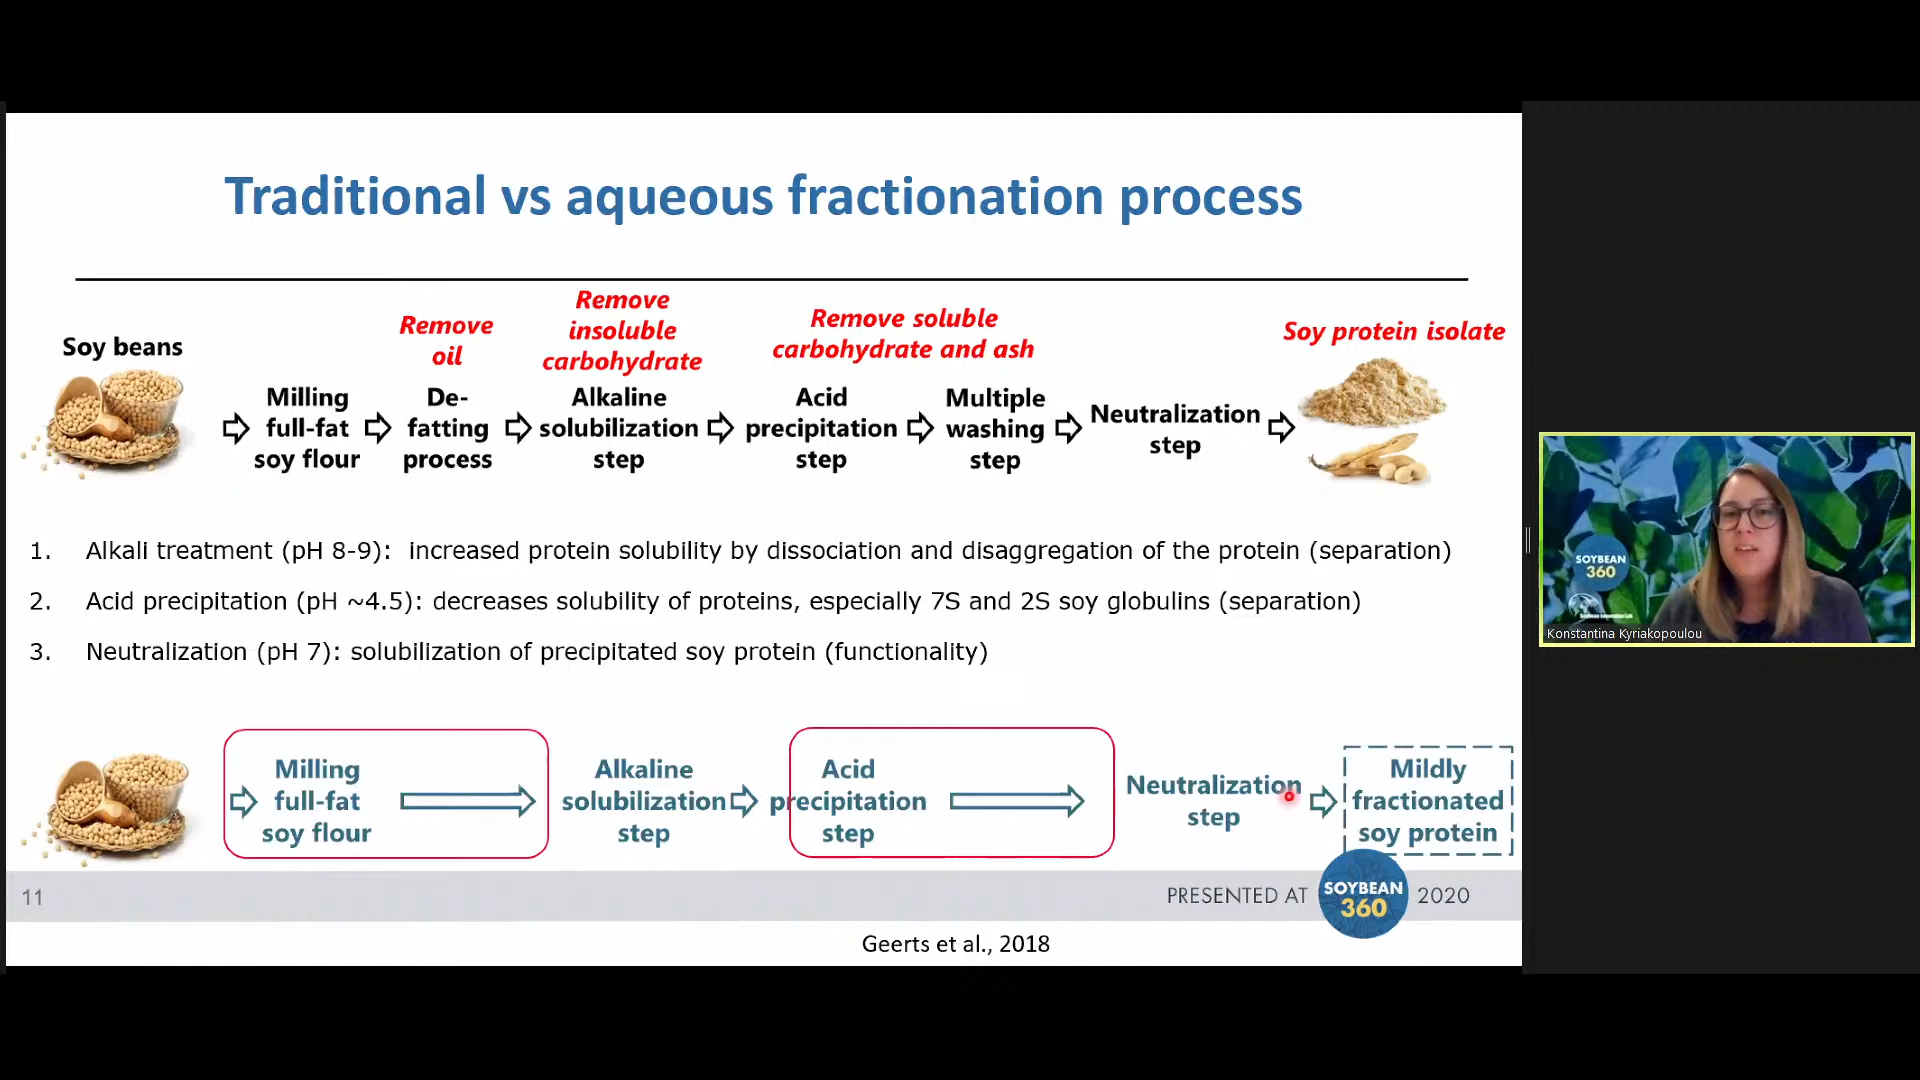 Traditional vs aqueous fractionation process
Soy beans
Remove
oil
Remove
insoluble
carbohydrate
Remove soluble
carbohydrate and ash
Soy protein isolate
Milling
full-fat
soy flour
De-
fatting
process
Alkaline
solubilization
step
Acid
precipitation
step
Multiple
washing
step
Neutralization
step
1. Alkali treatment (pH 8-9): increased protein solubility by dissociation and disaggregation of the protein (separation)
2. Acid precipitation (pH ~4.5): decreases solubility of proteins, especially 7S and 2S soy globulins (separation)
3. Neutralization (pH 7): solubilization of precipitated soy protein (functionality)
Milling
full-fat
soy flour
Alkaline
solubilization
step
Acid
precipitation
step
Neutralization
step
Mildly
fractionated
soy protein
11
PRESENTED AT
SOYBEAN
360
2020
Geerts et al., 2018
SOYBEAN
360
Soybean Innovation Lab
Konstantina Kyriakopoulou